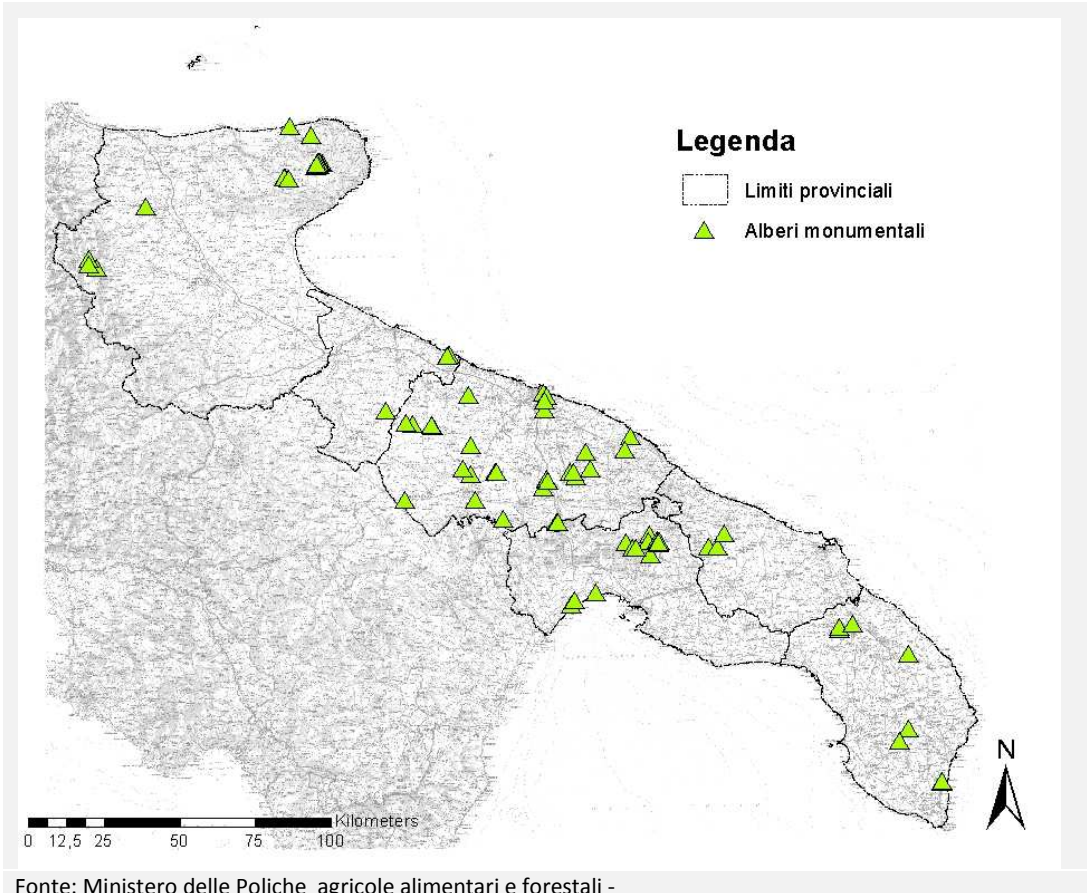 Legenda
Limiti provinciali
Alberi monumentali
N
Kilometers
0 12,5 25 50 75 100
Fonte: Ministero delle Poliche agricole alimentari e forestali -